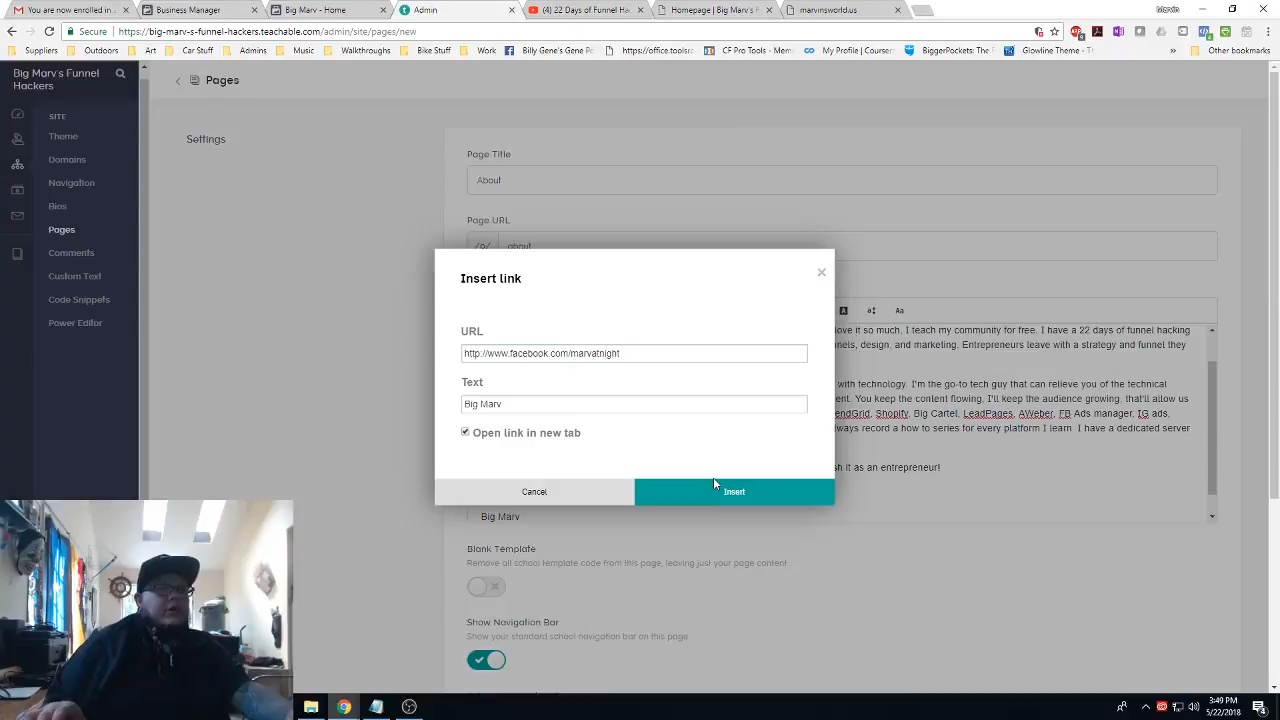 You are now enrolled in
Business Manager
Big Marv - Home
Admin
(4) 22 Days of Funnel Ha
Homepage | Big Marv's F
marvinsworld.us
Secure | https://big-marv-s-funnel-hackers.teachable.com/admin/site/pages/new
Suppliers
Outdoors
Art
Music
Walkthroughs
Bike Stuff
Work
Billy Gene's Gene Po
https://office.toolsro
CF Pro Tools - Mem
My Profile | Coursera
BiggerPockets: The
Glowline Theme - T
Other bookmarks
Big Marv's Funnel
Hackers
Pages
SITE
Theme
Domains
Navigation
Bios
Pages
Comments
Custom Text
Code Snippets
Power Editor
Settings
Page Title
About
Page URL
/p/ about
Aa
love it so much, I teach my community for free. I have a 22 days of funnel hacking
designs, design, and marketing. Entrepreneurs leave with a strategy and funnel they
with technology. I'm the go-to tech guy that can relieve you of the technical
content. You keep the content flowing, I'll keep the audience growing, that'll allow us
endGrid, Shopify, Big Cartel, LeadPages, AWeber, FB Ads manager, IG ads,
lways record a how to series for every platform I learn. I have a dedicated server
sh it as an entrepreneur!
Big Marv
Insert link
URL
http://www.facebook.com/marvatnight
Text
Big Marv
Open link in new tab
Cancel
Insert
Blank Template
Remove all school template code from this page, leaving just your page content
Show Navigation Bar
Show your standard school navigation bar on this page
3:49 PM
5/22/2018